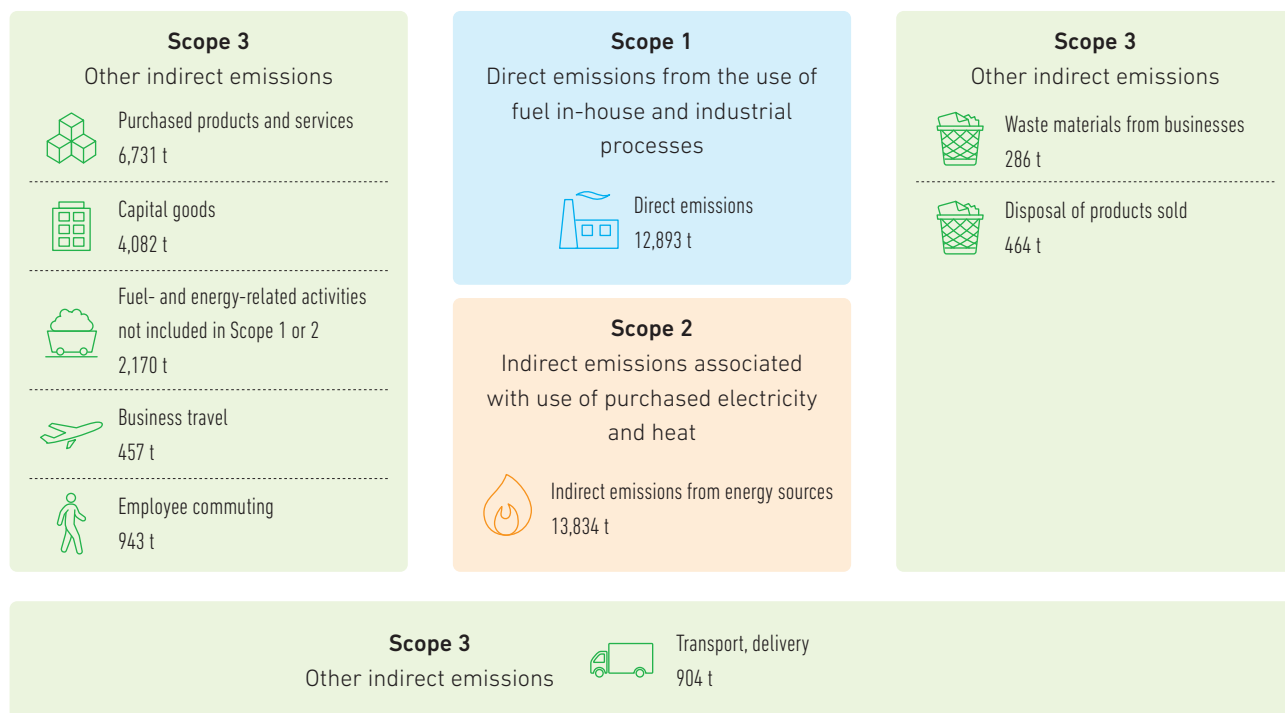 Scope 3
Other indirect emissions
Purchased products and services
6,731 t
Capital goods
4,082 t
Fuel- and energy-related activities
not included in Scope 1 or 2
2,170 t
Business travel
457 t
Employee commuting
943 t
Scope 1
Direct emissions from the use of
fuel in-house and industrial
processes
Direct emissions
12,893 t
Scope 2
Indirect emissions associated
with use of purchased electricity
and heat
Indirect emissions from energy sources
13,834 t
Scope 3
Other indirect emissions
Waste materials from businesses
286 t
Disposal of products sold
464 t
Scope 3
Other indirect emissions
Transport, delivery
904 t